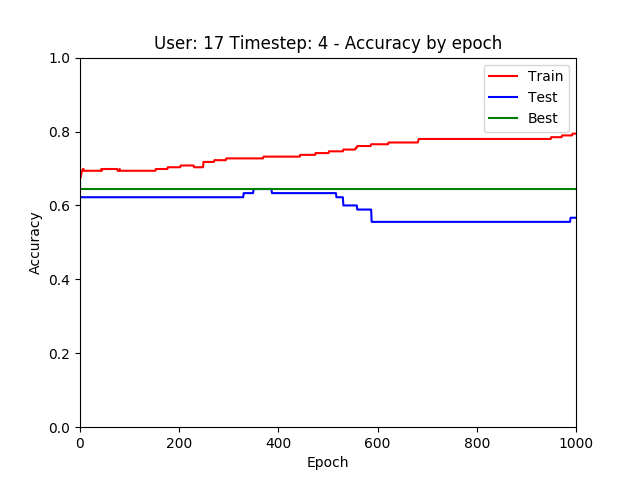 User: 17 Timestep: 4 - Accuracy by epoch
1.0
0.8
0.6
0.4
0.2
0.0
Accuracy
Train
Test
Best
0 200 400 600 800 1000
Epoch